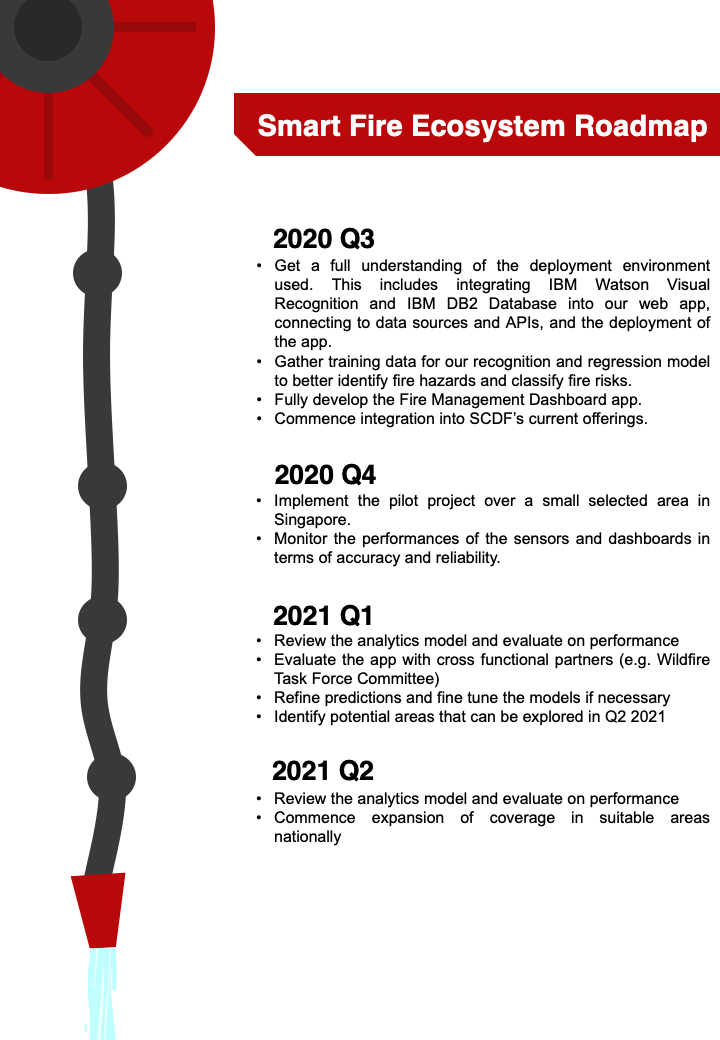 Smart Fire Ecosystem Roadmap
2020 Q3
• Get a full understanding of the deployment environment
used. This includes integrating IBM Watson Visual
Recognition and IBM DB2 Database into our web app,
connecting to data sources and APIs, and the deployment of
the app.
• Gather training data for our recognition and regression model
to better identify fire hazards and classify fire risks.
• Fully develop the Fire Management Dashboard app.
• Commence integration into SCDF’s current offerings.
2020 Q4
• Implement the pilot project over a small selected area in
Singapore.
• Monitor the performances of the sensors and dashboards in
terms of accuracy and reliability.
2021 Q1
• Review the analytics model and evaluate on performance
• Evaluate the app with cross functional partners (e.g. Wildfire
Task Force Committee)
• Refine predictions and fine tune the models if necessary
• Identify potential areas that can be explored in Q2 2021
2021 Q2
• Review the analytics model and evaluate on performance
• Commence expansion of coverage in suitable areas
nationally